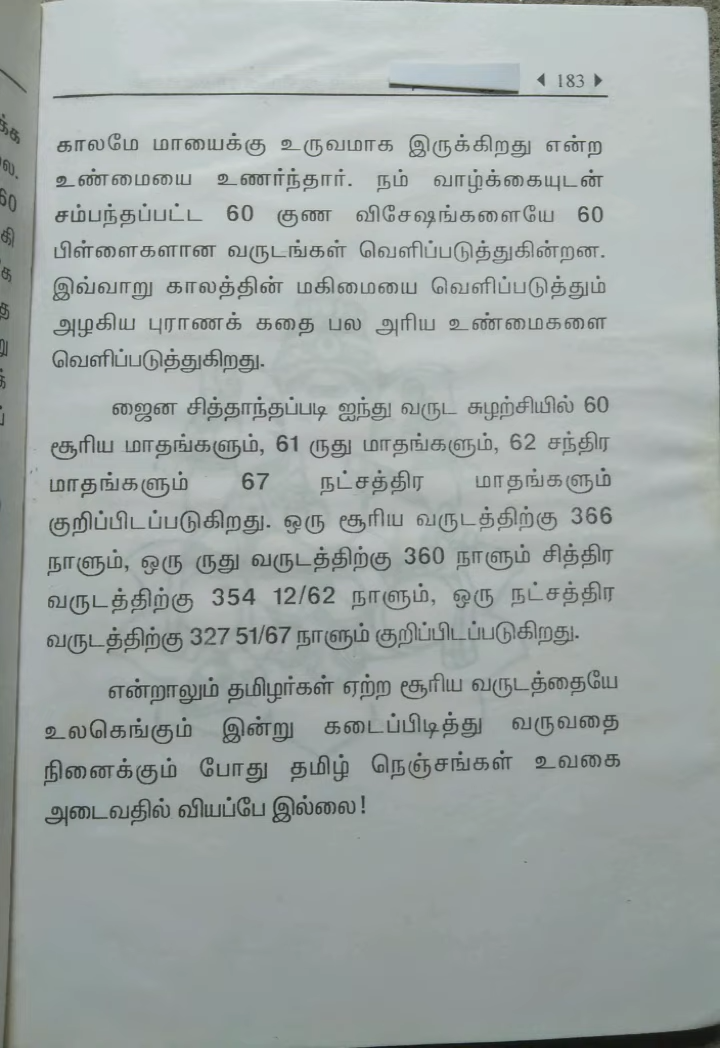 ◀ 183 ▶
காலமே மாயைக்கு உருவமாக இருக்கிறது என்ற
உண்மையை உணர்ந்தார். நம் வாழ்க்கையுடன்
சம்பந்தப்பட்ட 60 குண விசேஷங்களையே 60
பிள்ளைகளான வருடங்கள் வெளிப்படுத்துகின்றன.
இவ்வாறு காலத்தின் மகிமையை வெளிப்படுத்தும்
அழகிய புராணக் கதை பல அரிய உண்மைகளை
வெளிப்படுத்துகிறது.
ஜைன சித்தாந்தப்படி ஐந்து வருட சுழற்சியில் 60
சூரிய மாதங்களும், 61 ருது மாதங்களும், 62 சந்திர
மாதங்களும் 67 நட்சத்திர மாதங்களும்
குறிப்பிடப்படுகிறது. ஒரு சூரிய வருடத்திற்கு 366
நாளும், ஒரு ருது வருடத்திற்கு 360 நாளும் சித்திர
வருடத்திற்கு 354 12/62 நாளும், ஒரு நட்சத்திர
வருடத்திற்கு 327 51/67 நாளும் குறிப்பிடப்படுகிறது.
என்றாலும் தமிழர்கள் ஏற்ற சூரிய வருடத்தையே
உலகெங்கும் இன்று கடைப்பிடித்து வருவதை
நினைக்கும் போது தமிழ் நெஞ்சங்கள் உவகை
அடைவதில் வியப்பே இல்லை!